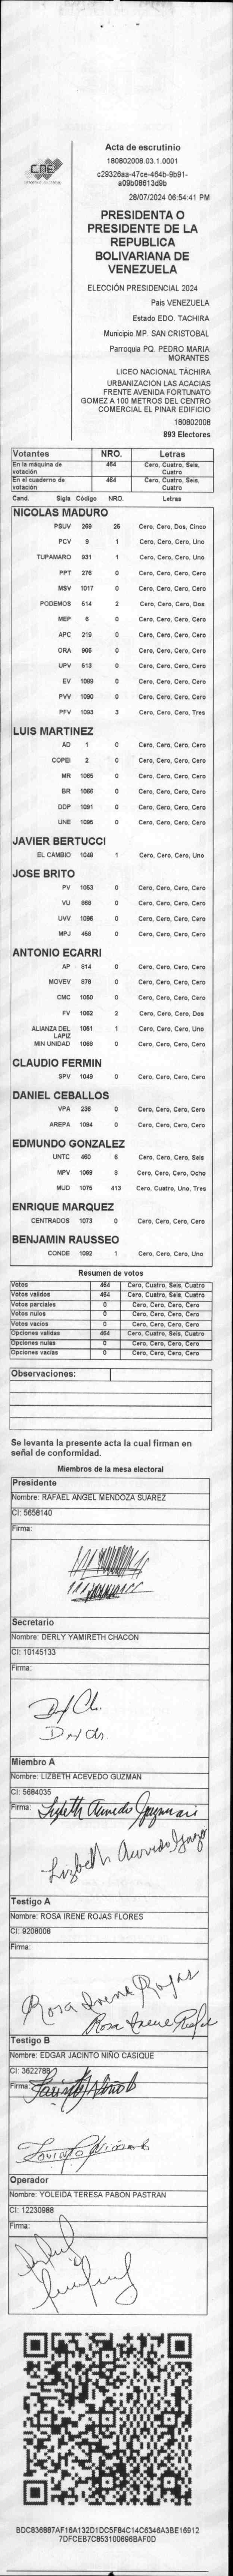 CNE
Acta de escrutinio
180802008.03.1.0001
c29326aa-47ce-464b-9b91-
a09b08613d9b
28/07/2024 06:54:41 PM
PRESIDENTA O
PRESIDENTE DE LA
REPUBLICA
BOLIVARIANA DE
VENEZUELA
ELECCIÓN PRESIDENCIAL 2024
Pais VENEZUELA
Estado EDO. TACHIRA
Municipio MP. SAN CRISTOBAL
Parroquia PQ. PEDRO MARIA
MORANTES
LICEO NACIONAL TÁCHIRA
URBANIZACION LAS ACACIAS
FRENTE AVENIDA FORTUNATO
GOMEZ A 100 METROS DEL CENTRO
COMERCIAL EL PINAR EDIFICIO
180802008
893 Electores
Votantes NRO. Letras
En la máquina de votación 464 Cero, Cuatro, Seis, Cuatro
En el cuaderno de votación 464 Cero, Cuatro, Seis, Cuatro
Cand. Sigla Código NRO. Letras
NICOLAS MADURO
PSUV 269 25 Cero, Cero, Dos, Cinco
PCV 9 1 Cero, Cero, Cero, Uno
TUPAMARO 931 1 Cero, Cero, Cero, Uno
PPT 276 0 Cero, Cero, Cero, Cero
MSV 1017 0 Cero, Cero, Cero, Cero
PODEMOS 614 2 Cero, Cero, Cero, Dos
MEP 6 0 Cero, Cero, Cero, Cero
APC 219 0 Cero, Cero, Cero, Cero
ORA 906 0 Cero, Cero, Cero, Cero
UPV 613 0 Cero, Cero, Cero, Cero
EV 1089 0 Cero, Cero, Cero, Cero
PVV 1090 0 Cero, Cero, Cero, Cero
PFV 1093 3 Cero, Cero, Cero, Tres
LUIS MARTINEZ
AD 1 0 Cero, Cero, Cero, Cero
COPEI 2 0 Cero, Cero, Cero, Cero
MR 1065 0 Cero, Cero, Cero, Cero
BR 1066 0 Cero, Cero, Cero, Cero
DDP 1091 0 Cero, Cero, Cero, Cero
UNE 1095 0 Cero, Cero, Cero, Cero
JAVIER BERTUCCI
EL CAMBIO 1048 1 Cero, Cero, Cero, Uno
JOSE BRITO
PV 1053 0 Cero, Cero, Cero, Cero
VU 868 0 Cero, Cero, Cero, Cero
UVV 1096 0 Cero, Cero, Cero, Cero
MPJ 458 0 Cero, Cero, Cero, Cero
ANTONIO ECARRI
AP 814 0 Cero, Cero, Cero, Cero
MOVEV 878 0 Cero, Cero, Cero, Cero
CMC 1050 0 Cero, Cero, Cero, Cero
FV 1062 2 Cero, Cero, Cero, Dos
ALIANZA DEL LAPIZ 1051 1 Cero, Cero, Cero, Uno
MIN UNIDAD 1068 0 Cero, Cero, Cero, Cero
CLAUDIO FERMIN
SPV 1049 0 Cero, Cero, Cero, Cero
DANIEL CEBALLOS
VPA 236 0 Cero, Cero, Cero, Cero
AREPA 1094 0 Cero, Cero, Cero, Cero
EDMUNDO GONZALEZ
UNTC 460 6 Cero, Cero, Cero, Seis
MPV 1069 8 Cero, Cero, Cero, Ocho
MUD 1075 413 Cero, Cuatro, Uno, Tres
ENRIQUE MARQUEZ
CENTRADOS 1073 0 Cero, Cero, Cero, Cero
BENJAMIN RAUSSEO
CONDE 1092 1 Cero, Cero, Cero, Uno
Resumen de votos
Votos 464 Cero, Cuatro, Seis, Cuatro
Votos validos 464 Cero, Cuatro, Seis, Cuatro
Votos parciales 0 Cero, Cero, Cero, Cero
Votos nulos 0 Cero, Cero, Cero, Cero
Votos vacios 0 Cero, Cero, Cero, Cero
Opciones validas 464 Cero, Cuatro, Seis, Cuatro
Opciones nulas 0 Cero, Cero, Cero, Cero
Opciones vacias 0 Cero, Cero, Cero, Cero
Observaciones:
Se levanta la presente acta la cual firman en
señal de conformidad.
Miembros de la mesa electoral
Presidente
Nombre: RAFAEL ANGEL MENDOZA SUAREZ
CI: 5658140
Firma:
Secretario
Nombre: DERLY YAMIRETH CHACON
CI: 10145133
Firma:
Miembro A
Nombre: LIZBETH ACEVEDO GUZMAN
CI: 5684035
Firma: Lizbeth Acevedo Guzman
Testigo A
Nombre: ROSA IRENE ROJAS FLORES
CI: 9208008
Firma:
Rosa Irene Rojas
Rosa Irene Rojas
Testigo B
Nombre: EDGAR JACINTO NIÑO CASIQUE
CI: 3622788
Firma: Jacinto Niño
Jacinto Niño
Operador
Nombre: YOLEIDA TERESA PABON PASTRAN
CI: 12230988
Firma:
BDC836887AF16A132D1DC5F84C14C6346A3BE16912
7DFCEB7C853100696BAF0D